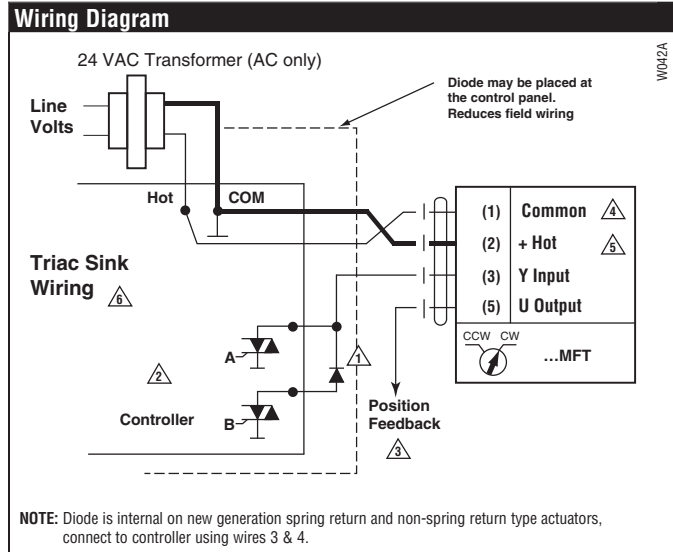 Wiring Diagram
W042A
24 VAC Transformer (AC only)
Line
Volts
Diode may be placed at
the control panel.
Reduces field wiring
Hot
COM
(1) Common 4
(2) + Hot 5
(3) Y Input
(5) U Output
Triac Sink
Wiring 6
CCW CW
...MFT
A
1
2
B
Controller
Position
Feedback
3
NOTE: Diode is internal on new generation spring return and non-spring return type actuators,
connect to controller using wires 3 & 4.